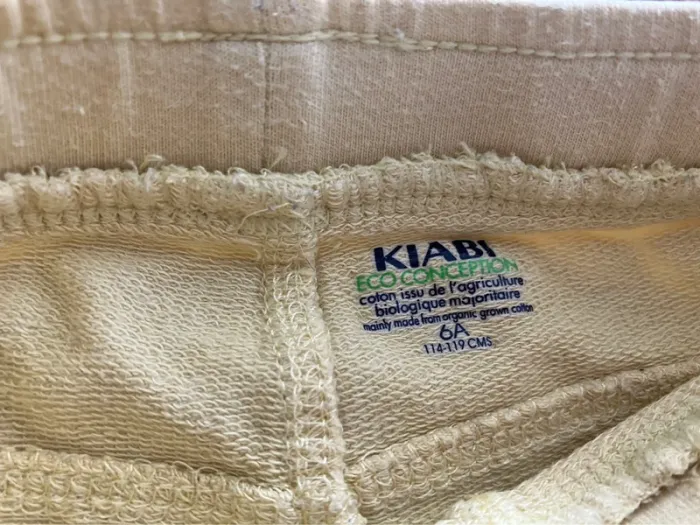 KIABI
ECO CONCEPTION
coton issu de l'agriculture
biologique majoritaire
mainly made from organic grown cotton
6A
114-119 CMS